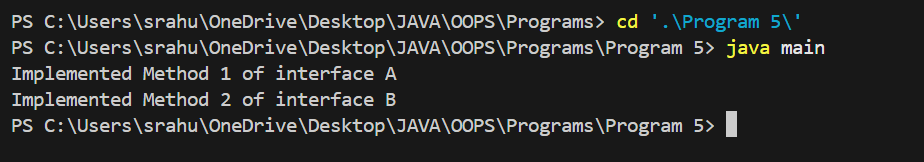 PS C:\Users\srahu\OneDrive\Desktop\JAVA\OOPS\Programs> cd '.\Program 5\'
PS C:\Users\srahu\OneDrive\Desktop\JAVA\OOPS\Programs\Program 5> java main
Implemented Method 1 of interface A
Implemented Method 2 of interface B
PS C:\Users\srahu\OneDrive\Desktop\JAVA\OOPS\Programs\Program 5>